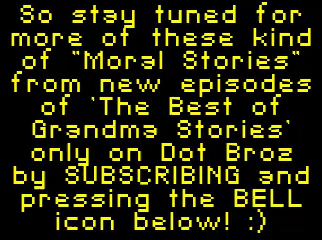 So stay tuned for
more of these kind
of "Moral Stories"
from new episodes
of 'The Best of
Grandma Stories'
only on Dot Broz
by SUBSCRIBING and
pressing the BELL
icon below! :)